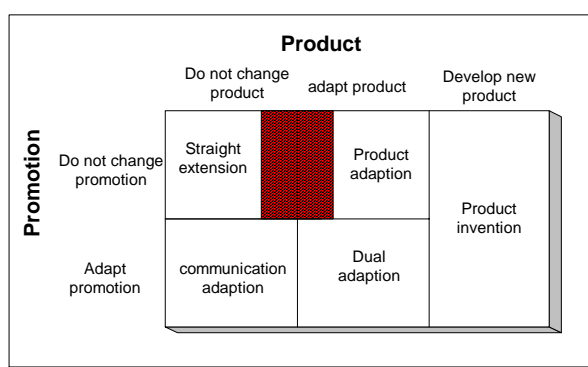 Product
Do not change
product
adapt product
Develop new
product
Promotion
Do not change
promotion
Straight
extension
Product
adaption
Product
invention
Adapt
promotion
communication
adaption
Dual
adaption